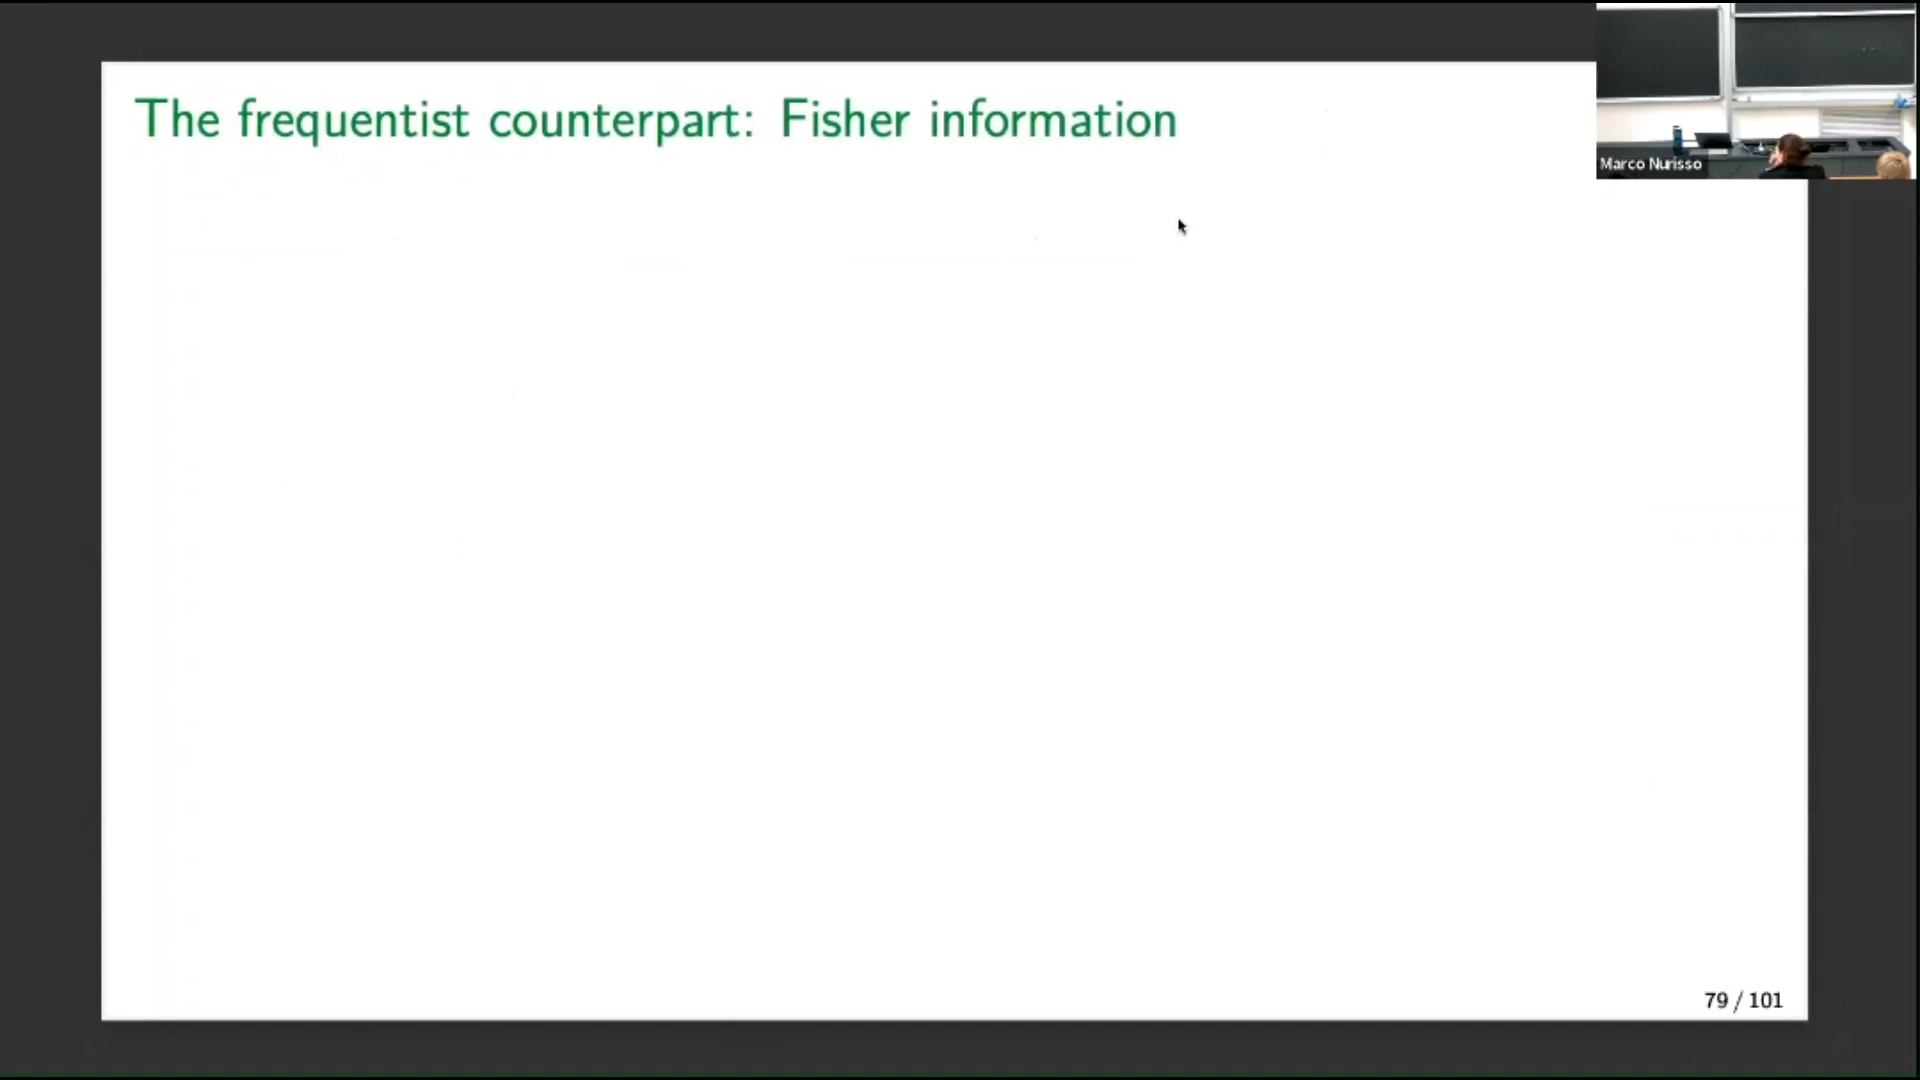 The frequentist counterpart: Fisher information
Marco Nurisso
79 / 101